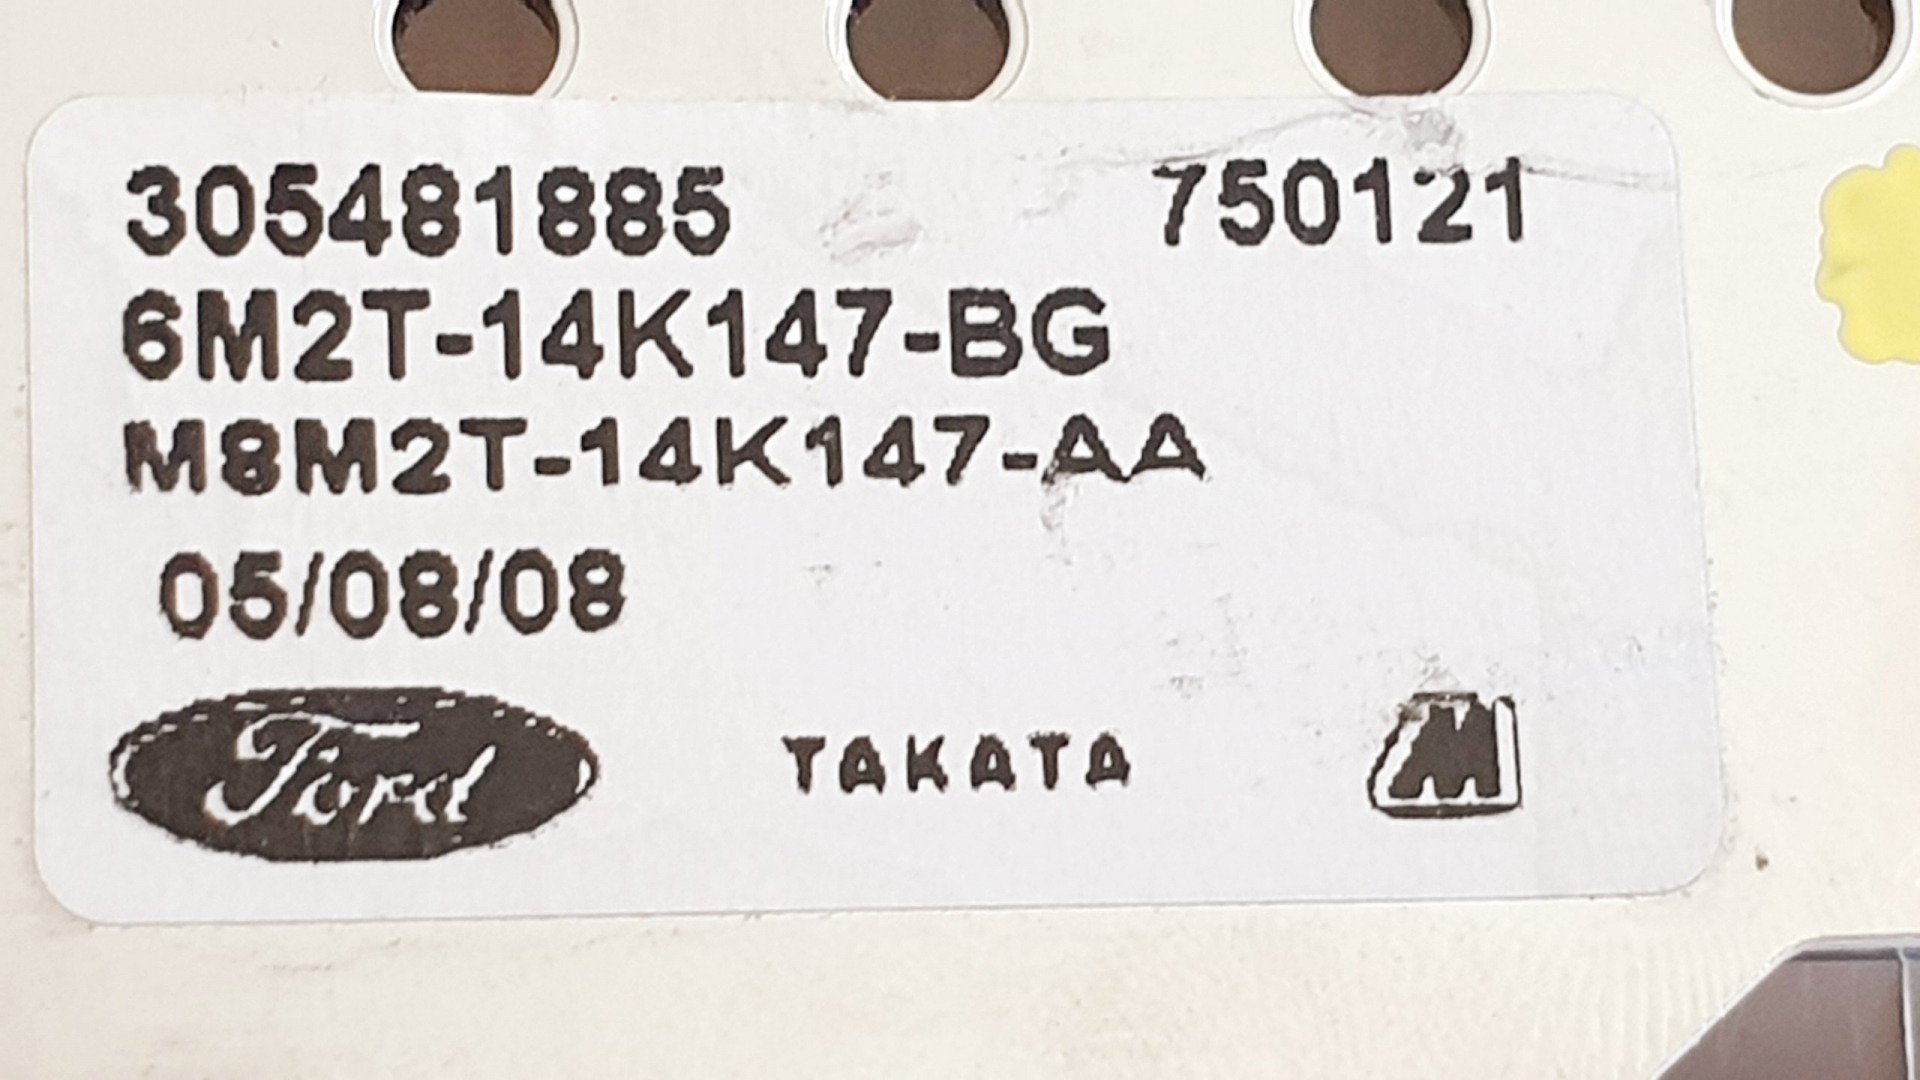 305481885 750121
6M2T-14K147-BG
M8M2T-14K147-AA
05/08/08
Ford TAKATA M